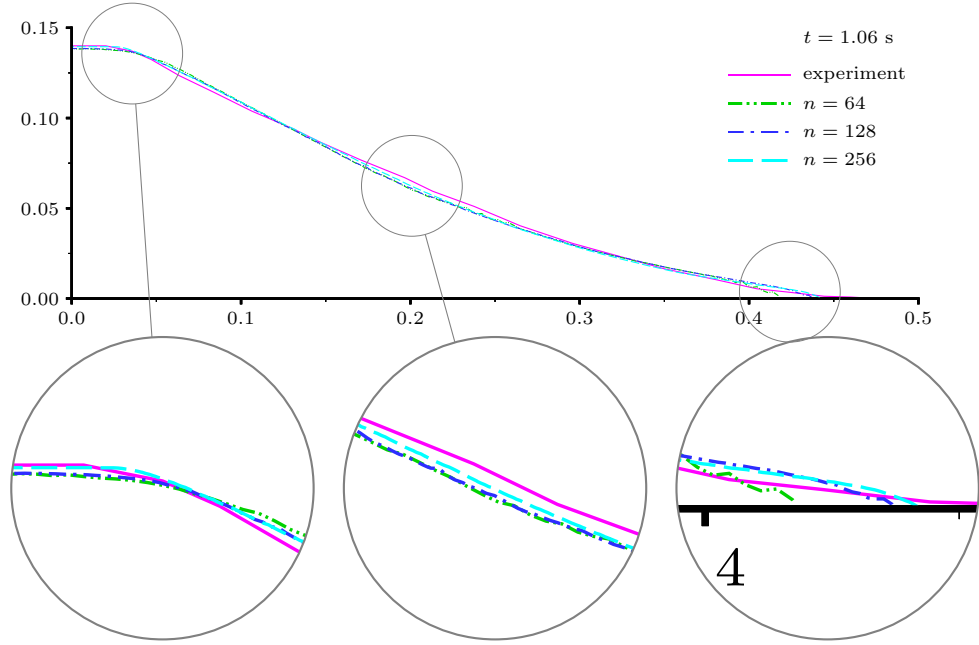 0.15
t = 1.06 s
experiment
0.10
n = 64
n = 128
n = 256
0.05
0.00
0.0 0.1 0.2 0.3 0.4 0.5
4